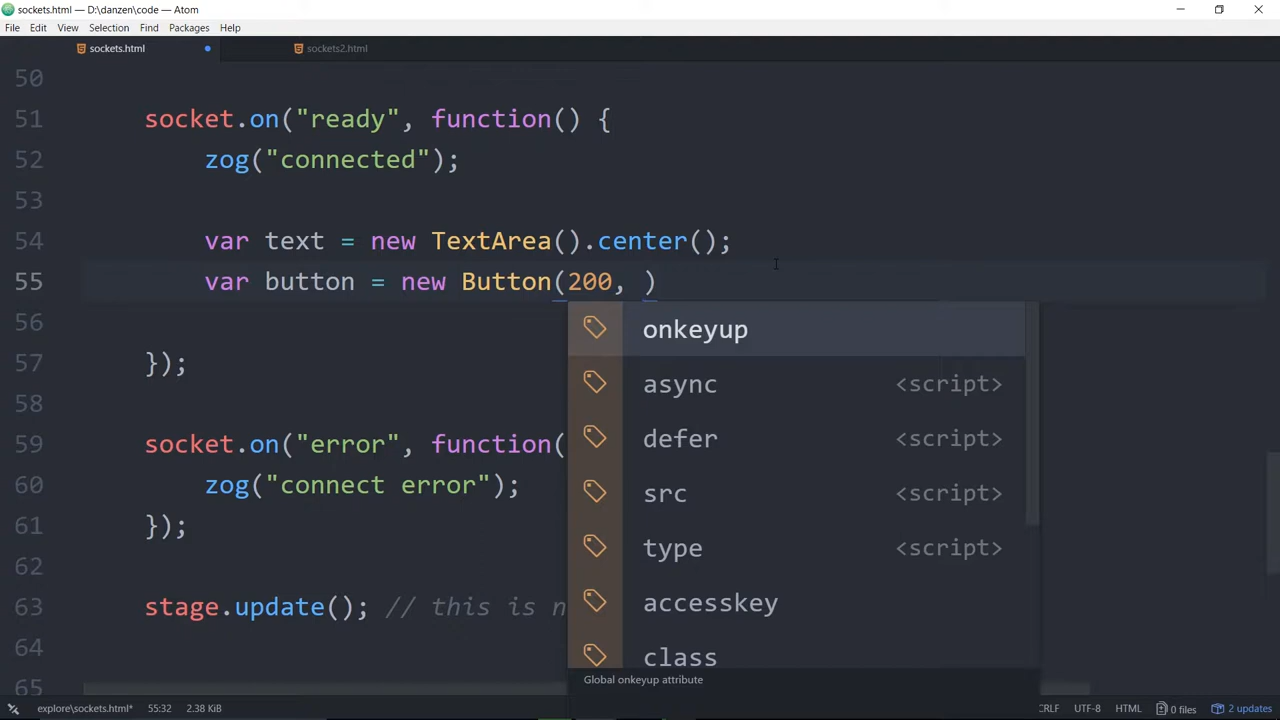 sockets.html — D:\danzen\code — Atom
File Edit View Selection Find Packages Help
sockets.html sockets2.html
50
51 socket.on("ready", function() {
52 zog("connected");
53
54 var text = new TextArea().center();
55 var button = new Button(200, )
56 onkeyup
57 });
async <script>
58
defer <script>
59 socket.on("error", function(
60 zog("connect error");
src <script>
61 });
type <script>
62
63 stage.update(); // this is n
accesskey
64
class
65
Global onkeyup attribute
explore\sockets.html* 55:32 2.38 KiB CRLF UTF-8 HTML 0 files 2 updates